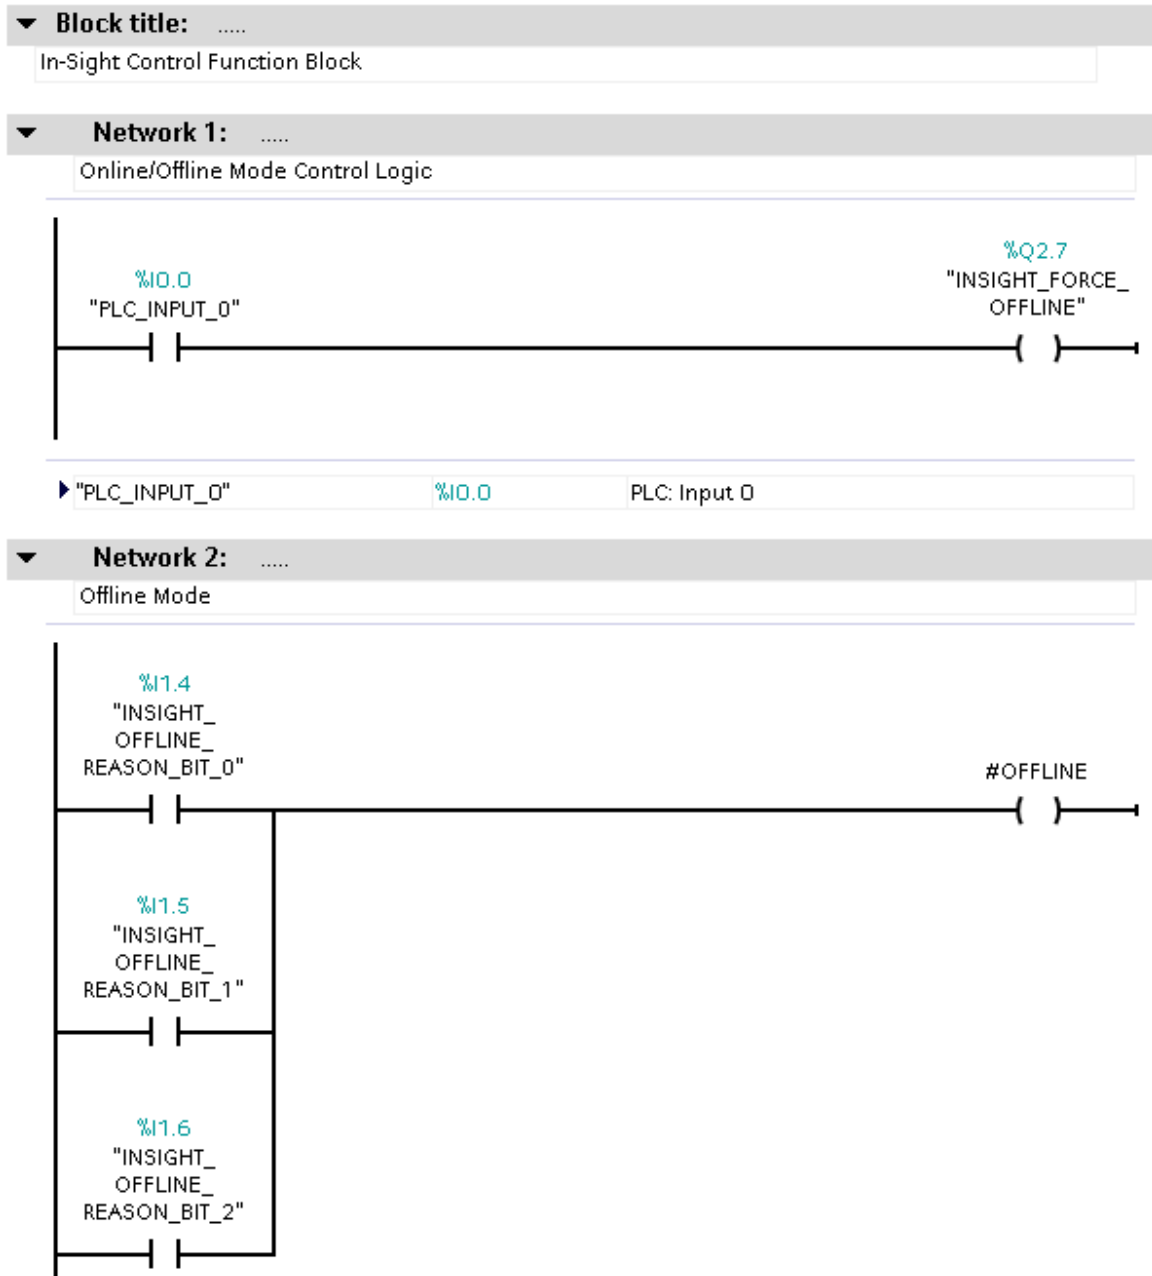 Block title: .....
In-Sight Control Function Block
Network 1: .....
Online/Offline Mode Control Logic
%I0.0
"PLC_INPUT_0"
%Q2.7
"INSIGHT_FORCE_
OFFLINE"
"PLC_INPUT_0" %I0.0 PLC: Input 0
Network 2: .....
Offline Mode
%I1.4
"INSIGHT_
OFFLINE_
REASON_BIT_0"
#OFFLINE
%I1.5
"INSIGHT_
OFFLINE_
REASON_BIT_1"
%I1.6
"INSIGHT_
OFFLINE_
REASON_BIT_2"